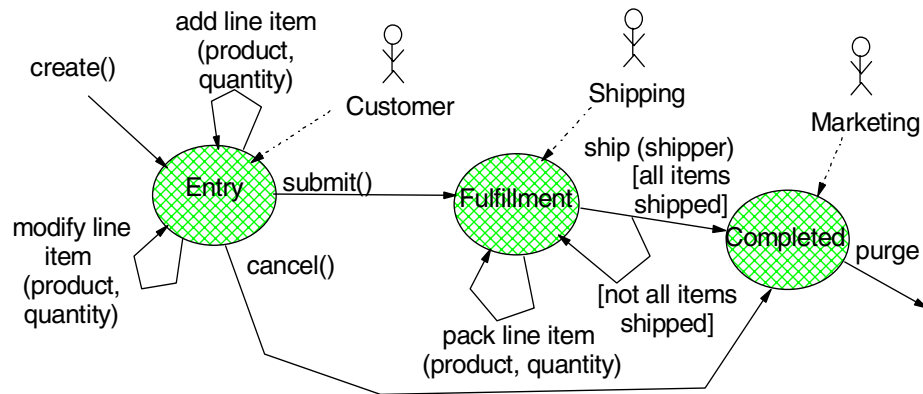 add line item
(product,
quantity)
create()
Customer
Shipping
Marketing
ship (shipper)
[all items
shipped]
Entry
submit()
Fulfillment
Completed
modify line
item
(product,
quantity)
cancel()
purge
[not all items
shipped]
pack line item
(product, quantity)